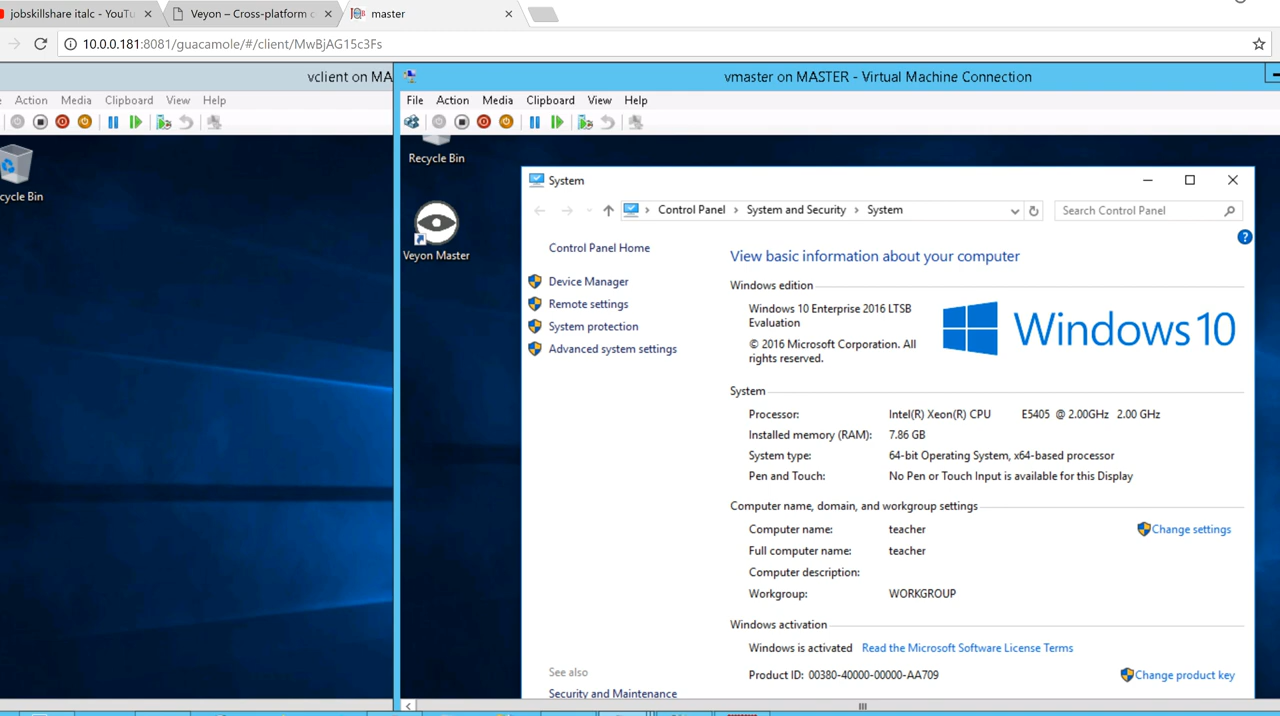 jobskillshare italc - YouTu
Veyon – Cross-platform c
master
10.0.0.181:8081/guacamole/#/client/MwBjAG15c3Fs
vclient on MA
Action Media Clipboard View Help
cycle Bin
vmaster on MASTER - Virtual Machine Connection
File Action Media Clipboard View Help
Recycle Bin
Veyon Master
System
Control Panel > System and Security > System
Search Control Panel
Control Panel Home
Device Manager
Remote settings
System protection
Advanced system settings
See also
Security and Maintenance
View basic information about your computer
Windows edition
Windows 10 Enterprise 2016 LTSB
Evaluation
© 2016 Microsoft Corporation. All
rights reserved.
Windows 10
System
Processor: Intel(R) Xeon(R) CPU E5405 @ 2.00GHz 2.00 GHz
Installed memory (RAM): 7.86 GB
System type: 64-bit Operating System, x64-based processor
Pen and Touch: No Pen or Touch Input is available for this Display
Computer name, domain, and workgroup settings
Computer name: teacher
Change settings
Full computer name: teacher
Computer description:
Workgroup: WORKGROUP
Windows activation
Windows is activated Read the Microsoft Software License Terms
Product ID: 00380-40000-00000-AA709
Change product key